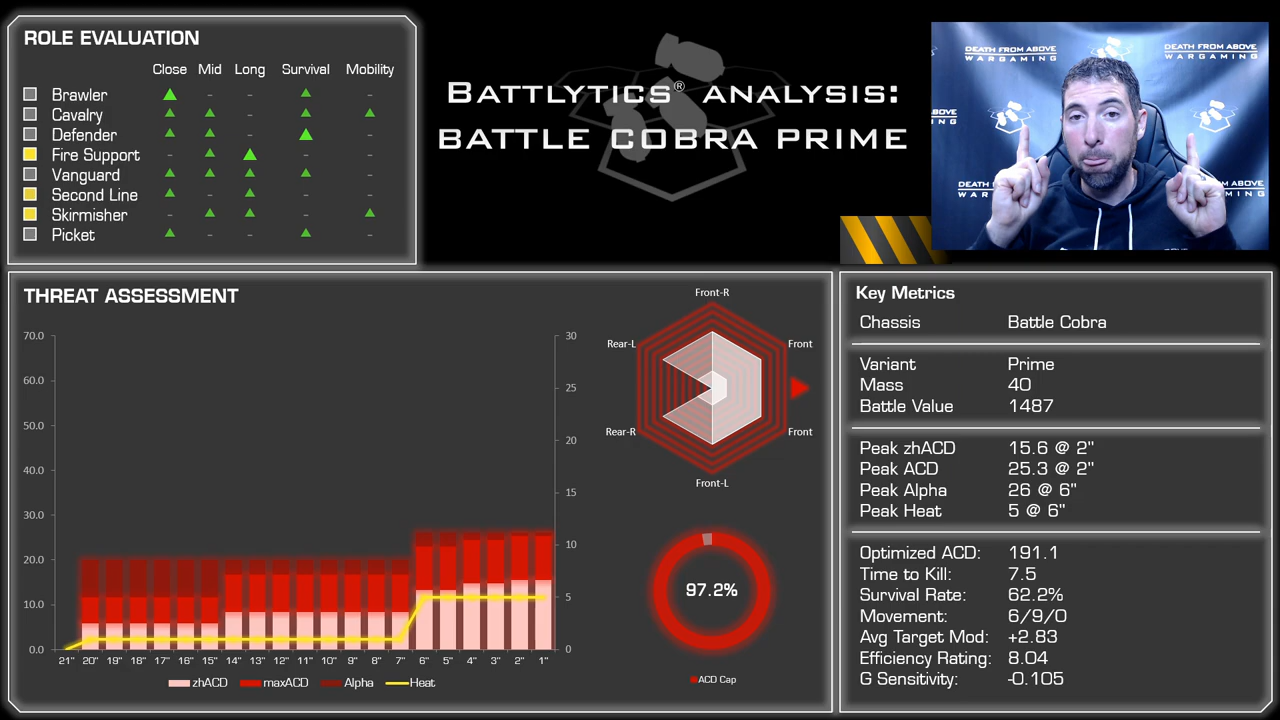 ROLE EVALUATION
Close Mid Long Survival Mobility
Brawler - - -
Cavalry -
Defender - -
Fire Support - - -
Vanguard -
Second Line - - -
Skirmisher - -
Picket - - -
BATTLYTICS® ANALYSIS:
BATTLE COBRA PRIME
DEATH FROM ABOVE
WARGAMING
DEATH FROM ABOVE
WARGAMING
THREAT ASSESSMENT
70.0
60.0
50.0
40.0
30.0
20.0
10.0
0.0
30
25
20
15
10
5
0
21" 20" 19" 18" 17" 16" 15" 14" 13" 12" 11" 10" 9" 8" 7" 6" 5" 4" 3" 2" 1"
zhACD maxACD Alpha Heat
Front-R
Rear-L Front
Rear-R Front
Front-L
97.2%
ACD Cap
Key Metrics
Chassis Battle Cobra
Variant Prime
Mass 40
Battle Value 1487
Peak zhACD 15.6 @ 2"
Peak ACD 25.3 @ 2"
Peak Alpha 26 @ 6"
Peak Heat 5 @ 6"
Optimized ACD: 191.1
Time to Kill: 7.5
Survival Rate: 62.2%
Movement: 6/9/0
Avg Target Mod: +2.83
Efficiency Rating: 8.04
G Sensitivity: -0.105